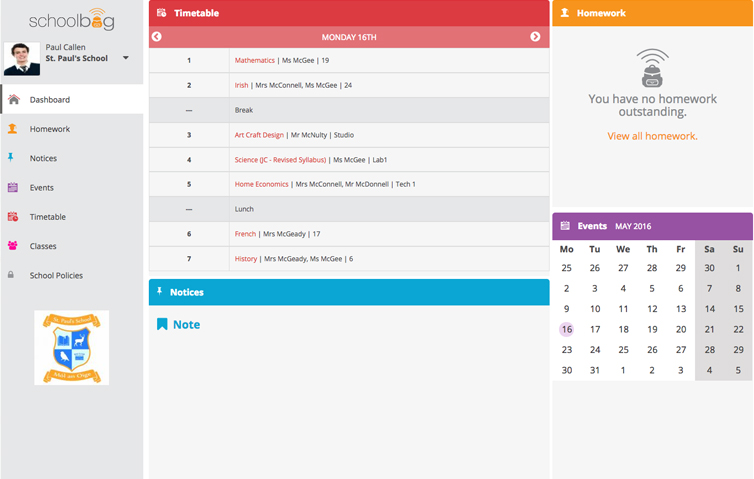 schoolbag
Paul Callen
St. Paul's School
Dashboard
Homework
Notices
Events
Timetable
Classes
School Policies
St. Paul's School
Timetable
MONDAY 16TH
1 Mathematics | Ms McGee | 19
2 Irish | Mrs McConnell, Ms McGee | 24
--- Break
3 Art Craft Design | Mr McNulty | Studio
4 Science (JC - Revised Syllabus) | Ms McGee | Lab1
5 Home Economics | Mrs McConnell, Mr McDonnell | Tech 1
--- Lunch
6 French | Mrs McGeady | 17
7 History | Mrs McGeady, Ms McGee | 6
Notices
Note
Homework
You have no homework
outstanding.
View all homework.
Events MAY 2016
Mo Tu We Th Fr Sa Su
25 26 27 28 29 30 1
2 3 4 5 6 7 8
9 10 11 12 13 14 15
16 17 18 19 20 21 22
23 24 25 26 27 28 29
30 31 1 2 3 4 5